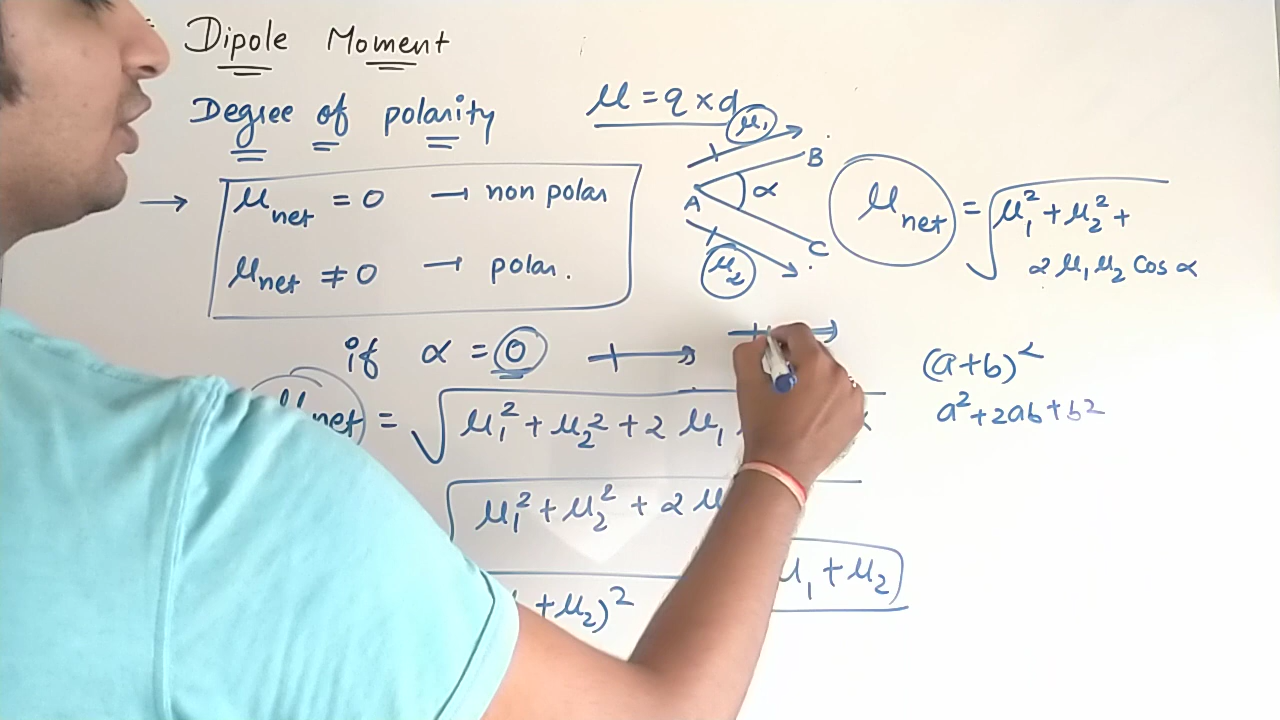 Dipole Moment
Degree of polarity
μ = q × d
→ μnet = 0 → non polar
μnet ≠ 0 → polar.
μ₁
B
A
α
C
μ₂
μnet = √μ₁² + μ₂² +
2 μ₁ μ₂ Cos α
if α = 0
(a+b)²
a² + 2ab + b²
net = √μ₁² + μ₂² + 2 μ₁
√μ₁² + μ₂² + 2 μ
+ μ₂)²
μ₁ + μ₂